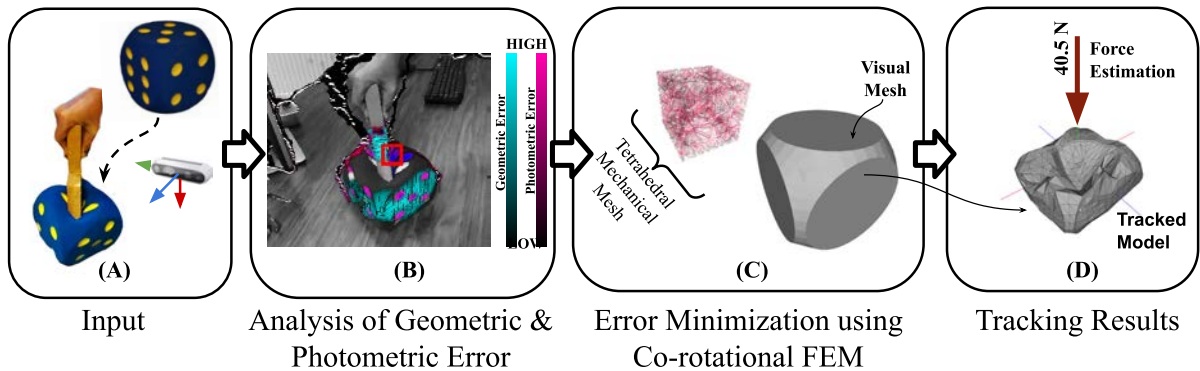 (A)
Input
HIGH
Geometric Error
Photometric Error
LOW
(B)
Analysis of Geometric &
Photometric Error
Tetrahedral
Mechanical
Mesh
Visual
Mesh
(C)
Error Minimization using
Co-rotational FEM
40.5 N
Force
Estimation
Tracked
Model
(D)
Tracking Results